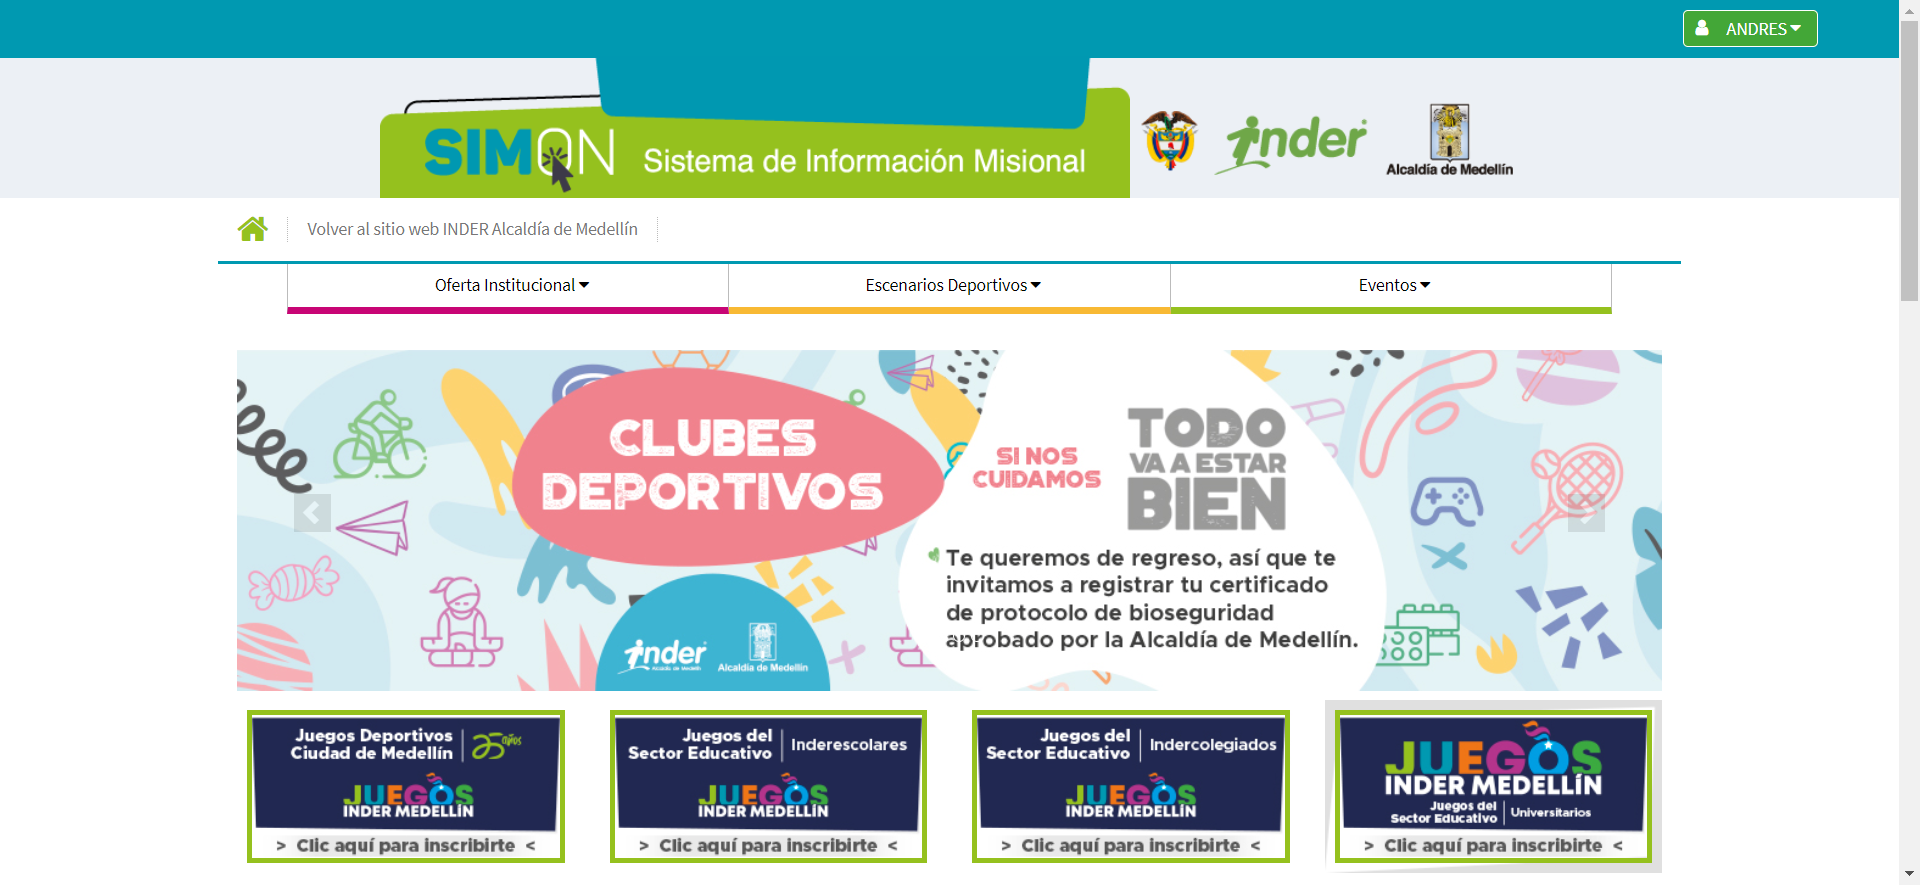 ANDRES
SIMON Sistema de Información Misional
inder
Alcaldía de Medellín
Volver al sitio web INDER Alcaldía de Medellín
Oferta Institucional
Escenarios Deportivos
Eventos
CLUBES
DEPORTIVOS
SI NOS
CUIDAMOS
TODO
VA A ESTAR
BIEN
Te queremos de regreso, así que te
invitamos a registrar tu certificado
de protocolo de bioseguridad
aprobado por la Alcaldía de Medellín.
inder
Alcaldía de Medellín
Alcaldía de Medellín
Juegos Deportivos
Ciudad de Medellín
25 años
JUEGOS
INDER MEDELLÍN
> Clic aquí para inscribirte <
Juegos del
Sector Educativo
Inderescolares
JUEGOS
INDER MEDELLÍN
> Clic aquí para inscribirte <
Juegos del
Sector Educativo
Indercolegiados
JUEGOS
INDER MEDELLÍN
> Clic aquí para inscribirte <
JUEGOS
INDER MEDELLÍN
Juegos del
Sector Educativo
Universitarios
> Clic aquí para inscribirte <